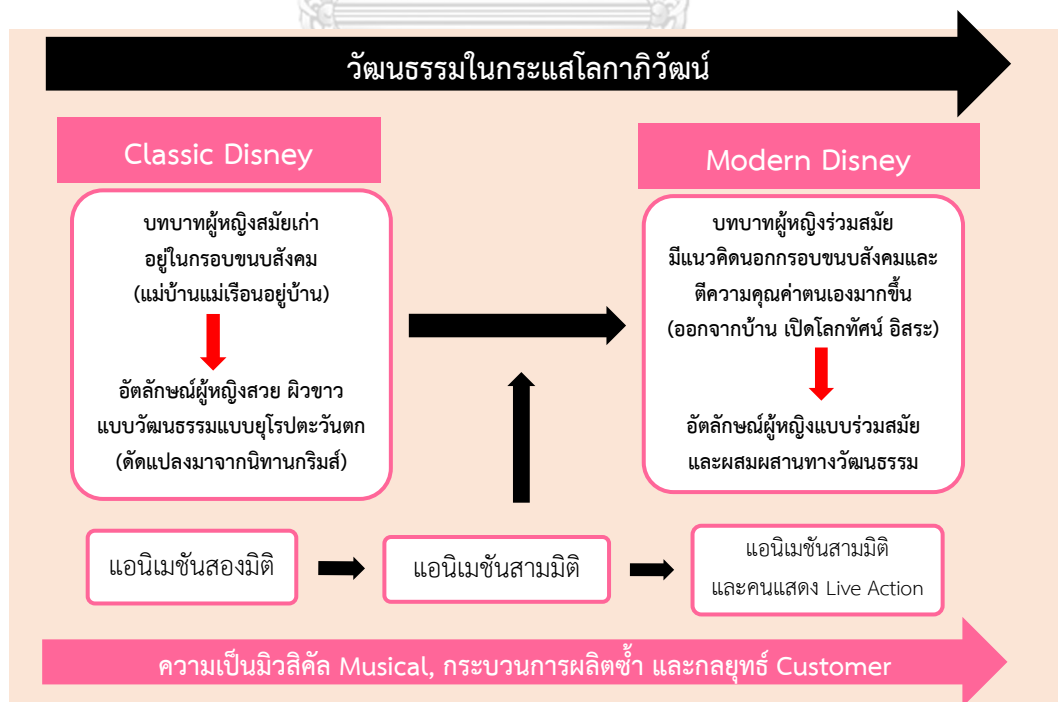 วัฒนธรรมในกระแสโลกาภิวัฒน์
Classic Disney
บทบาทผู้หญิงสมัยเก่า
อยู่ในกรอบขนบสังคม
(แม่บ้านแม่เรือนอยู่บ้าน)
อัตลักษณ์ผู้หญิงสวย ผิวขาว
แบบวัฒนธรรมแบบยุโรปตะวันตก
(ดัดแปลงมาจากนิทานกริมส์)
Modern Disney
บทบาทผู้หญิงร่วมสมัย
มีแนวคิดนอกกรอบขนบสังคมและ
ตีความคุณค่าตนเองมากขึ้น
(ออกจากบ้าน เปิดโลกทัศน์ อิสระ)
อัตลักษณ์ผู้หญิงแบบร่วมสมัย
และผสมผสานทางวัฒนธรรม
แอนิเมชันสองมิติ
แอนิเมชันสามมิติ
แอนิเมชันสามมิติ
และคนแสดง Live Action
ความเป็นมิวสิคัล Musical, กระบวนการผลิตซ้ำ และกลยุทธ์ Customer